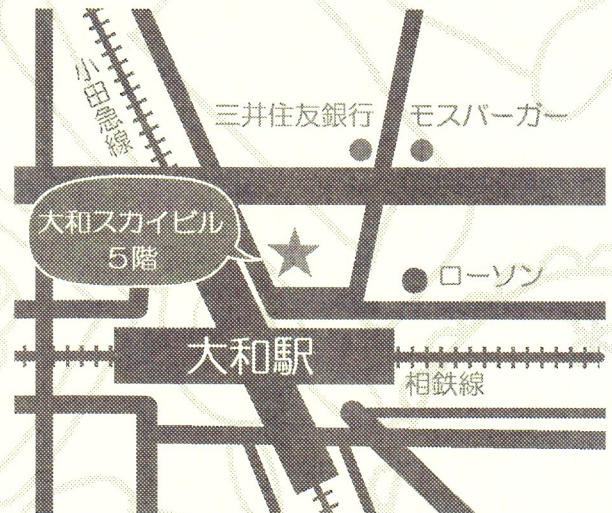 小田急線
三井住友銀行
モスバーガー
大和スカイビル
5階
ローソン
大和駅
相鉄線